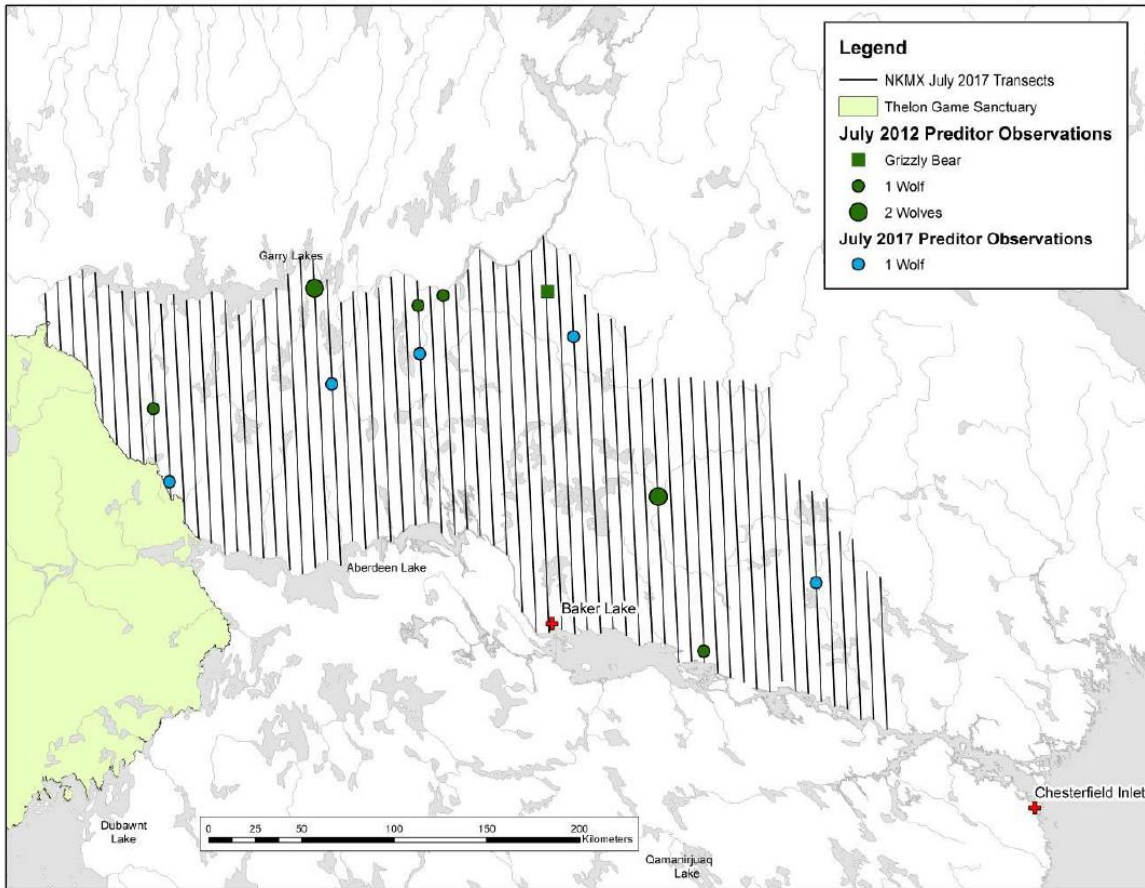 Legend
NKMX July 2017 Transects
Thelon Game Sanctuary
July 2012 Preditor Observations
Grizzly Bear
1 Wolf
2 Wolves
July 2017 Preditor Observations
1 Wolf
Garry Lakes
Aberdeen Lake
Baker Lake
Chesterfield Inlet
Dubawnt
Lake
0 25 50 100 150 200
Kilometers
Qamanirjuaq
Lake